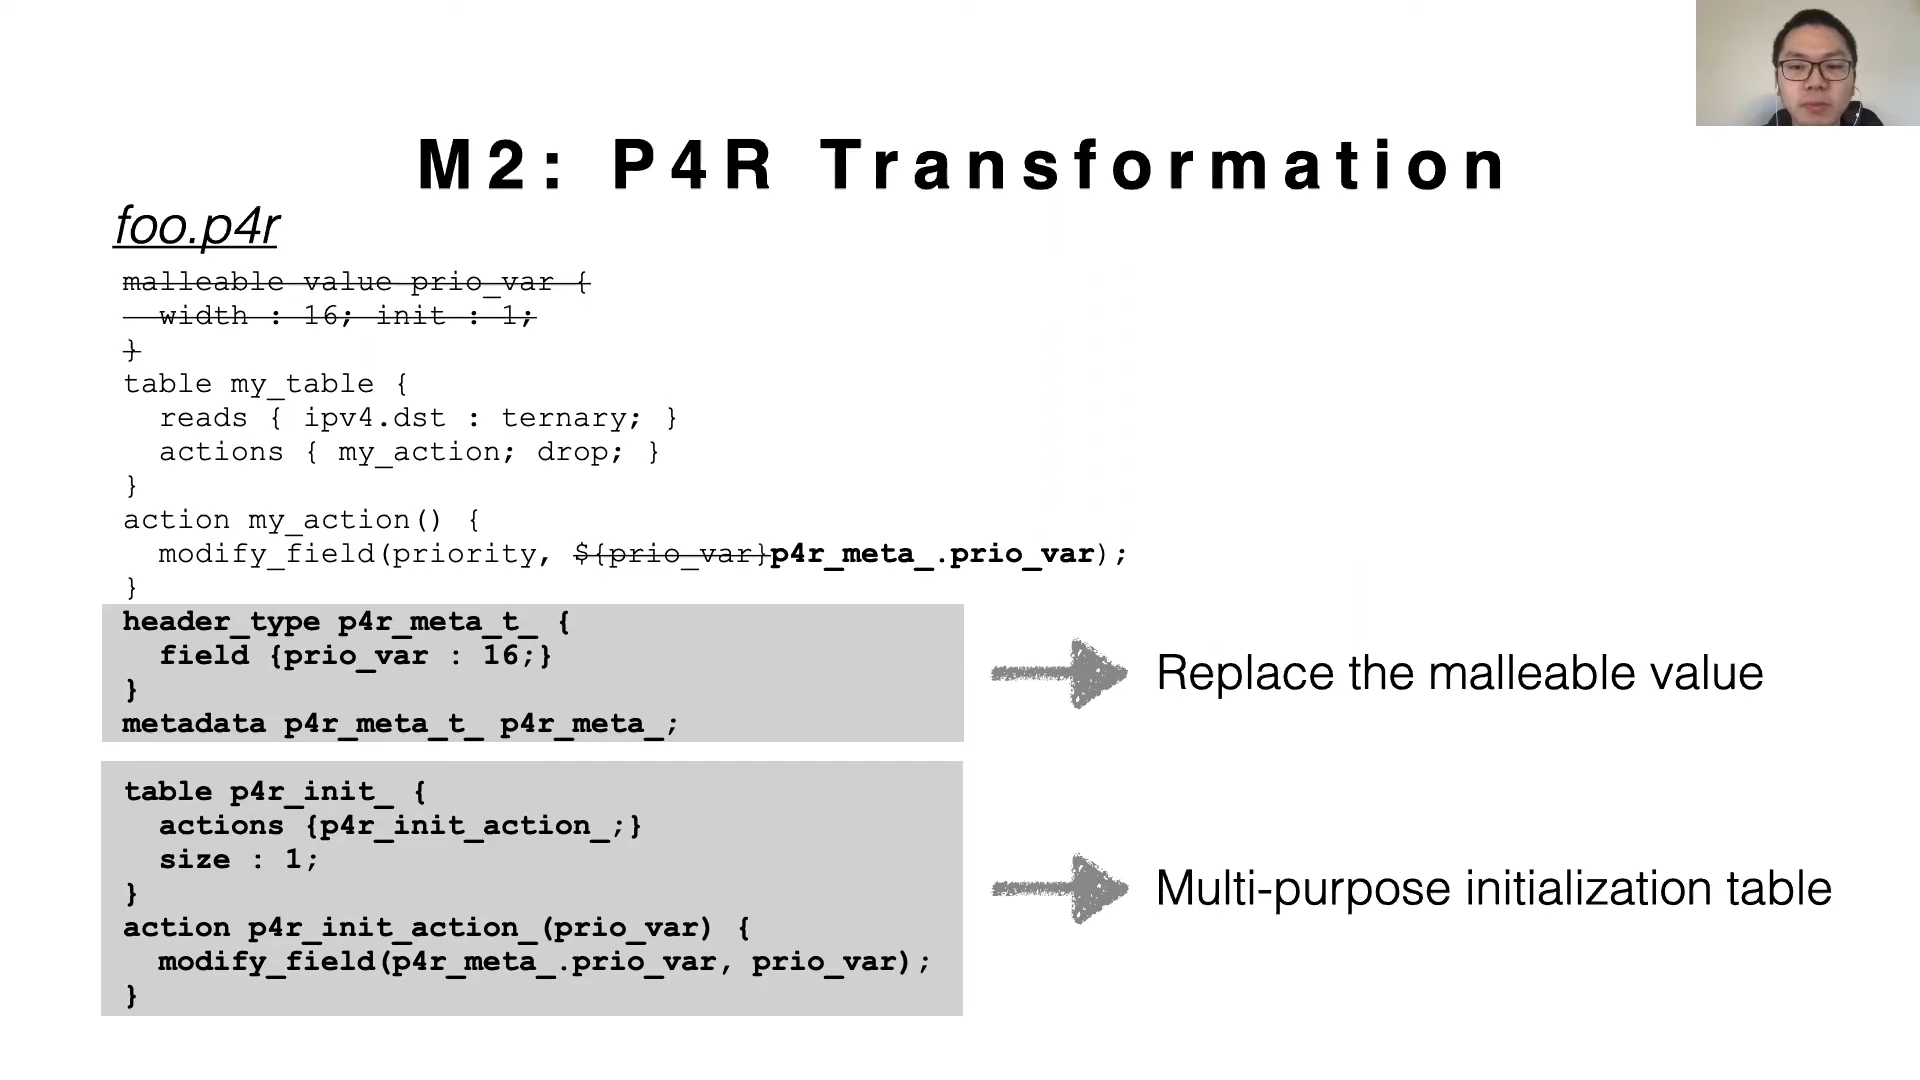 M2: P4R Transformation
foo.p4r
malleable value prio_var {
  width : 16; init : 1;
}
table my_table {
  reads { ipv4.dst : ternary; }
  actions { my_action; drop; }
}
action my_action() {
  modify_field(priority, ${prio_var}p4r_meta_.prio_var);
}
header_type p4r_meta_t_ {
  field {prio_var : 16;}
}
metadata p4r_meta_t_ p4r_meta_;
Replace the malleable value
table p4r_init_ {
  actions {p4r_init_action_;}
  size : 1;
}
action p4r_init_action_(prio_var) {
  modify_field(p4r_meta_.prio_var, prio_var);
}
Multi-purpose initialization table